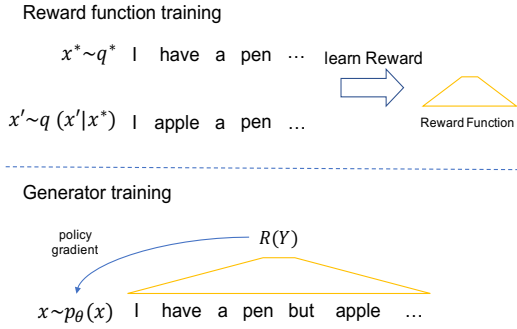 Reward function training
x*~q* I have a pen ...
learn Reward
x′~q (x′|x*) I apple a pen ...
Reward Function
Generator training
policy
gradient
R(Y)
x~pθ(x) I have a pen but apple ...